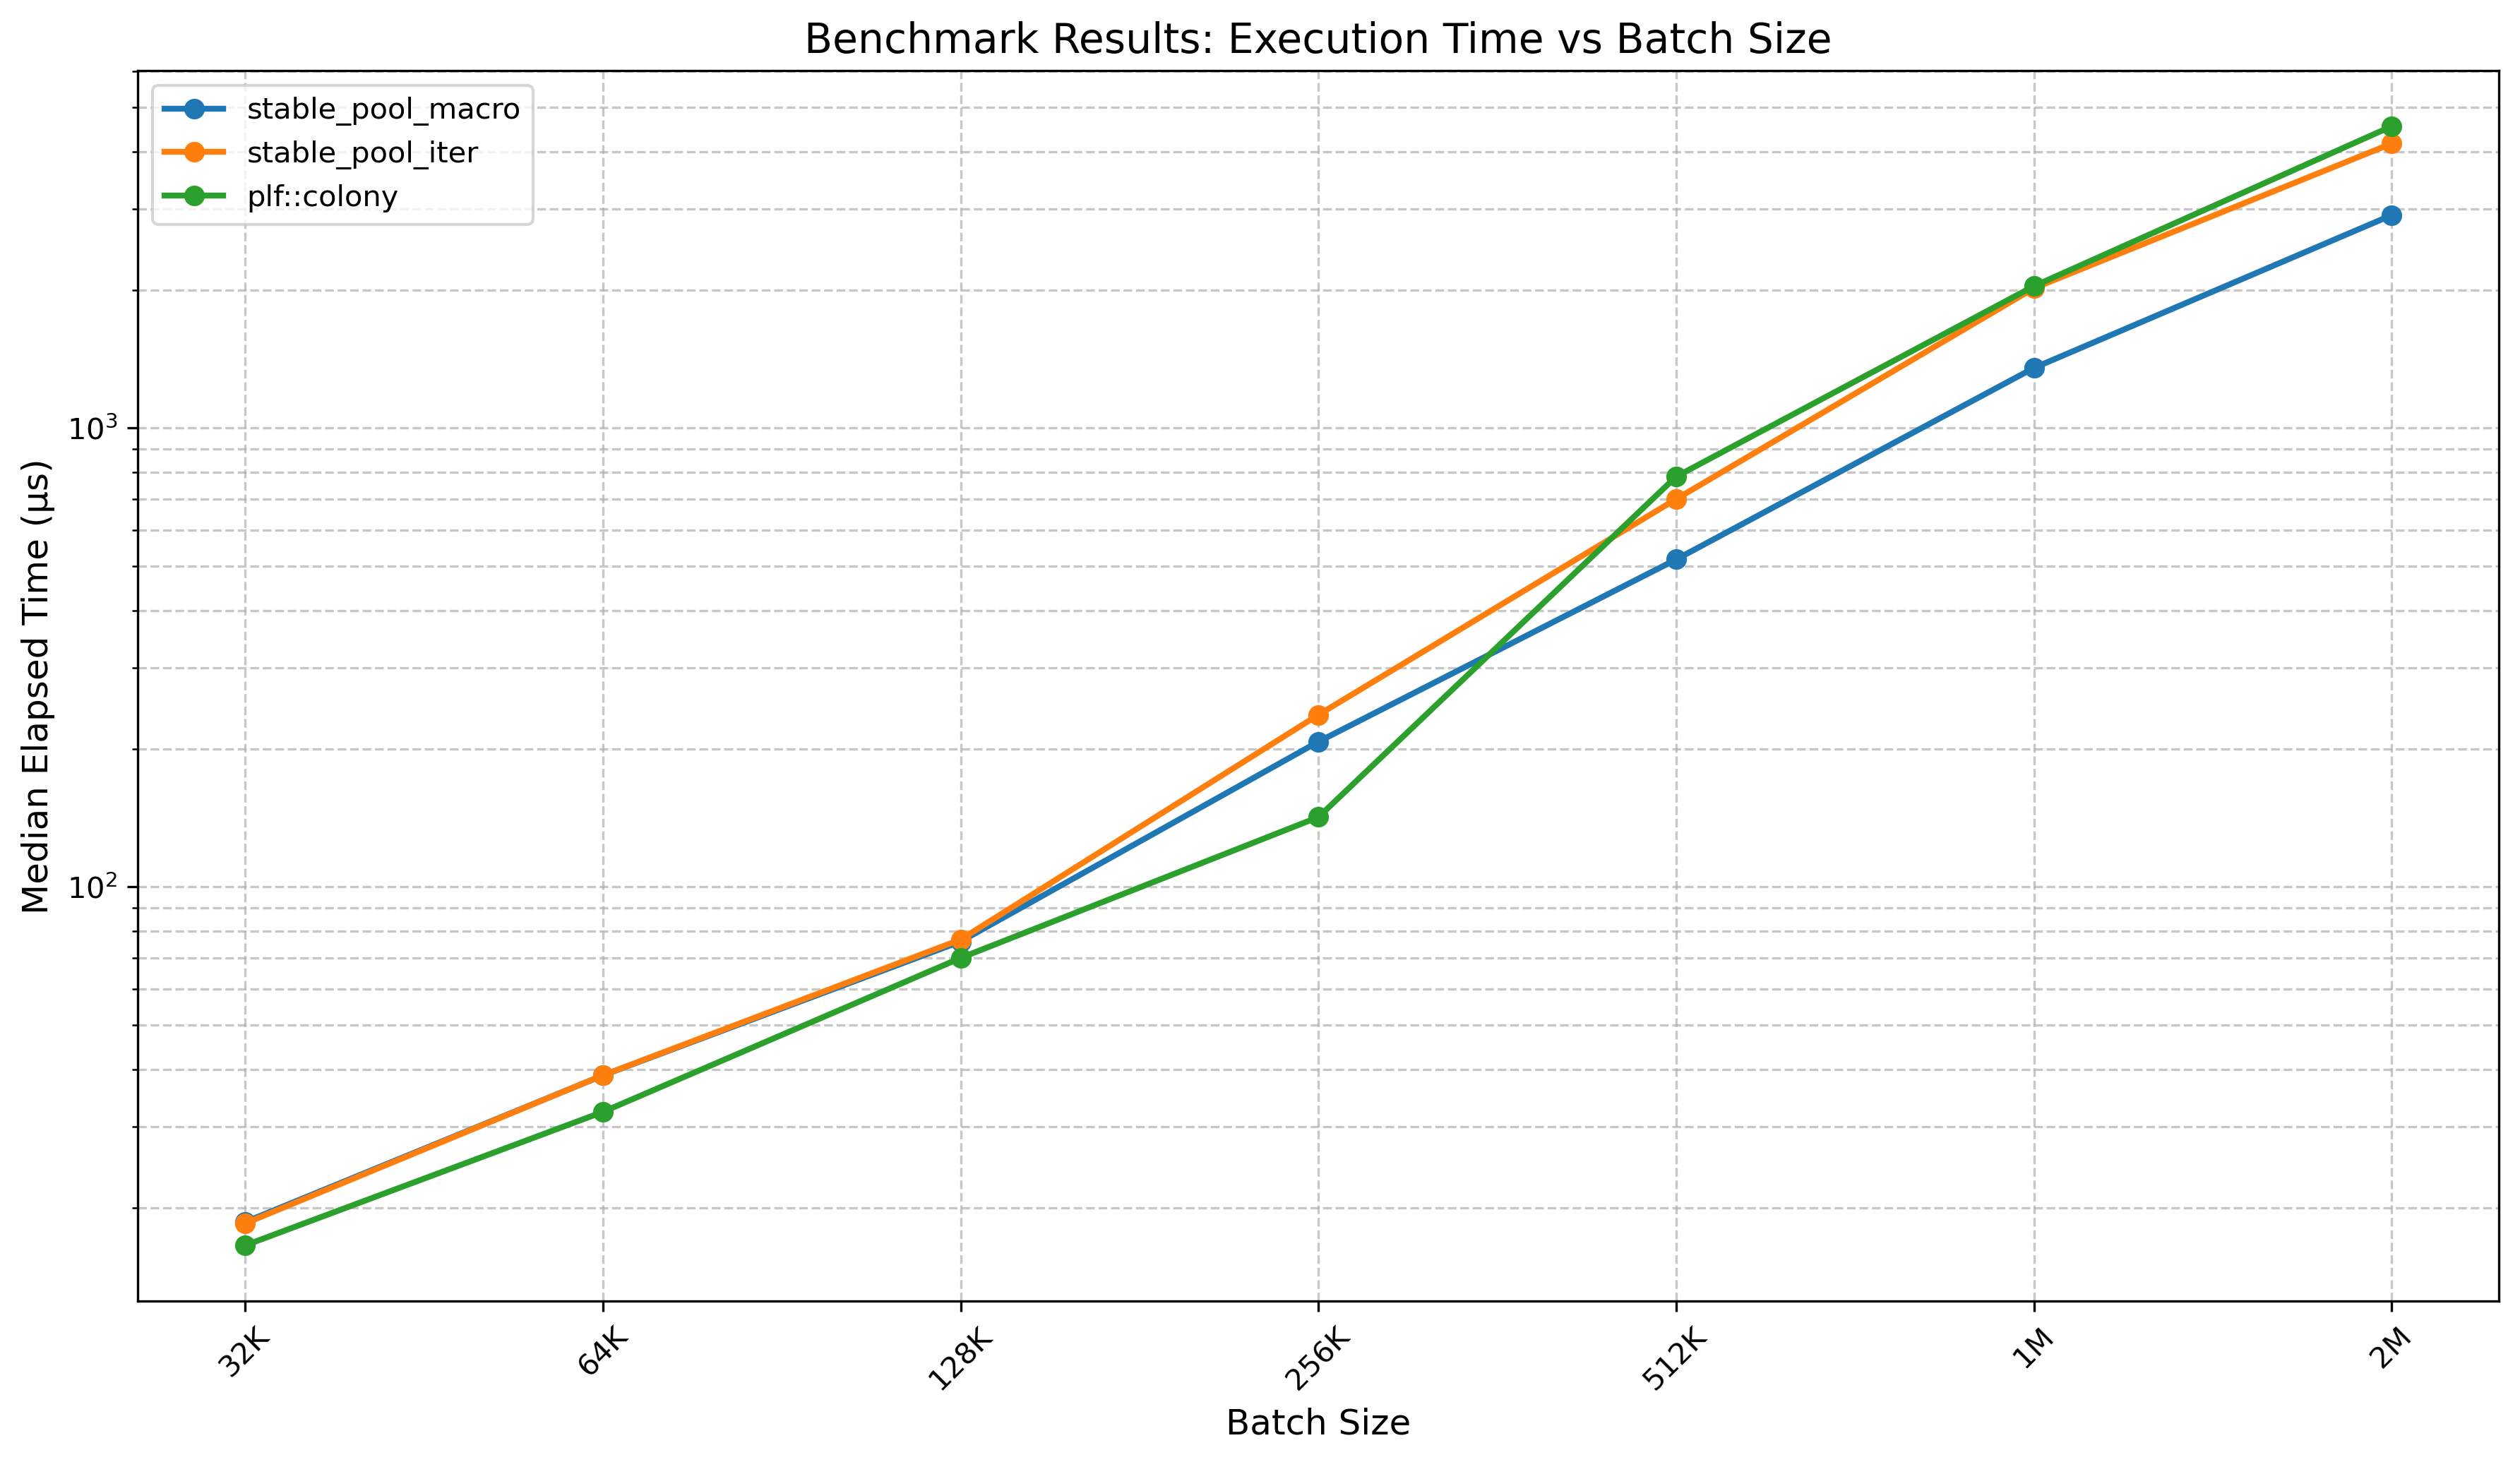 Benchmark Results: Execution Time vs Batch Size
stable_pool_macro
stable_pool_iter
plf::colony
Median Elapsed Time (µs)
10³
10²
32K
64K
128K
256K
512K
1M
2M
Batch Size